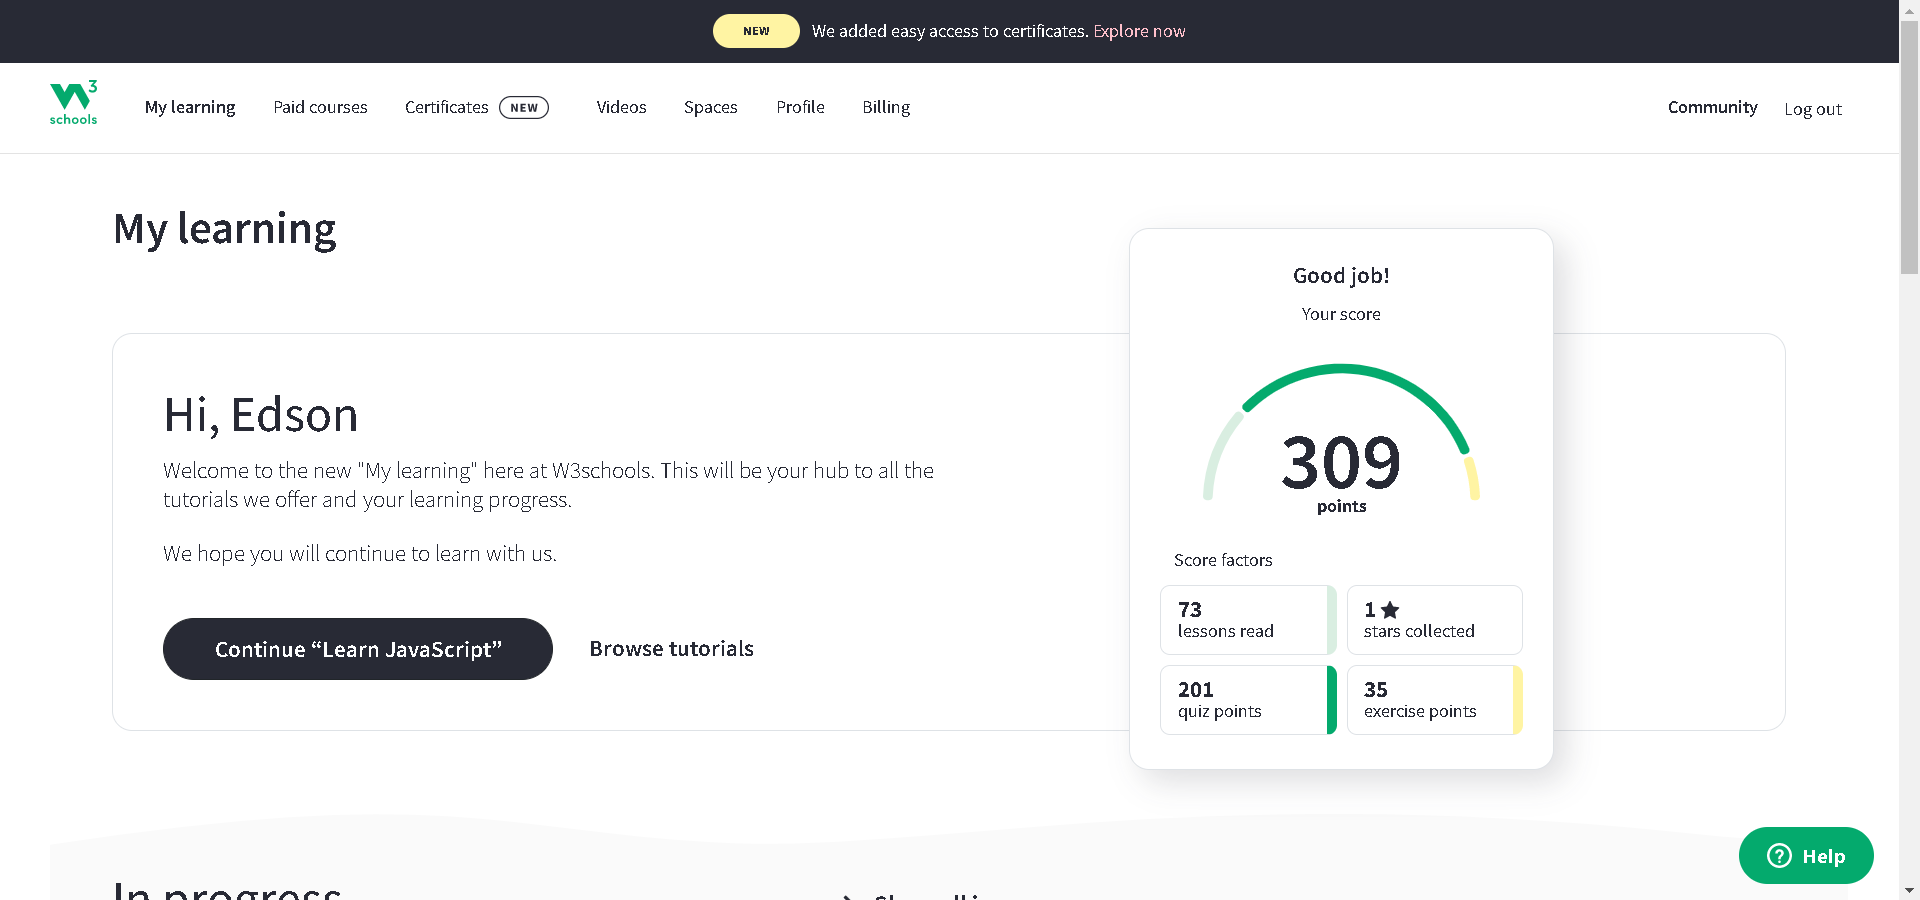 NEW We added easy access to certificates. Explore now
W3 schools
My learning Paid courses Certificates NEW Videos Spaces Profile Billing Community Log out
My learning
Good job!
Your score
309
points
Score factors
73
lessons read
1
stars collected
201
quiz points
35
exercise points
Hi, Edson
Welcome to the new "My learning" here at W3schools. This will be your hub to all the
tutorials we offer and your learning progress.
We hope you will continue to learn with us.
Continue “Learn JavaScript” Browse tutorials
In progress
Help